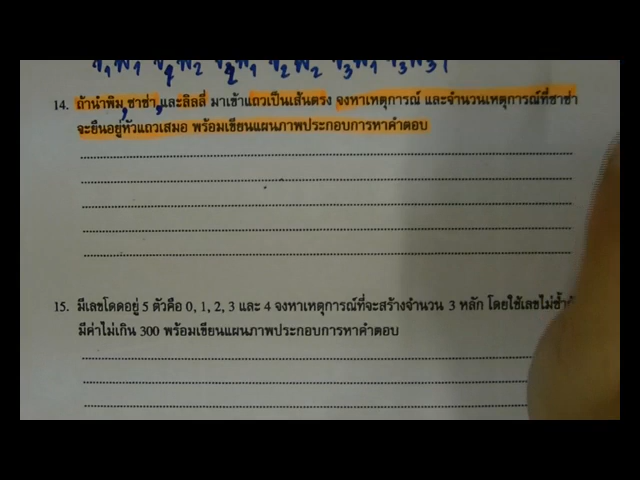 14. ถ้านำพิม,ซาซ่า,และลิลลี่ มาเข้าแถวเป็นเส้นตรง จงหาเหตุการณ์ และจำนวนเหตุการณ์ที่ซาซ่า
จะยืนอยู่หัวแถวเสมอ พร้อมเขียนแผนภาพประกอบการหาคำตอบ
15. มีเลขโดดอยู่ 5 ตัวคือ 0, 1, 2, 3 และ 4 จงหาเหตุการณ์ที่จะสร้างจำนวน 3 หลัก โดยใช้เลขไม่ซ้ำ
มีค่าไม่เกิน 300 พร้อมเขียนแผนภาพประกอบการหาคำตอบ